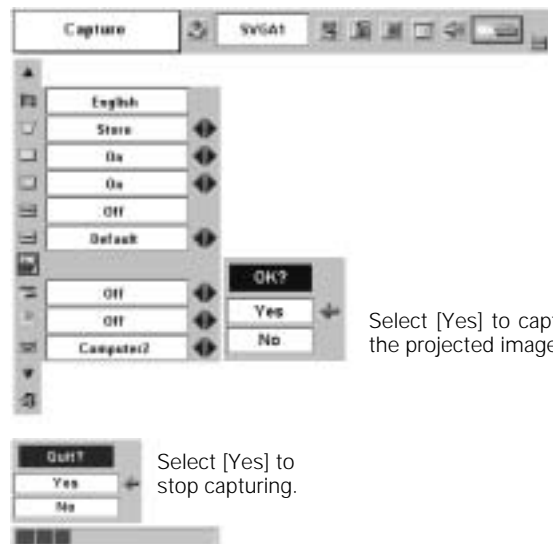 Capture
SVGA1
English
Store
On
On
Off
Default
OK?
Yes
No
Off
Off
Computer2
Select [Yes] to capt
the projected image
Quit?
Yes
No
Select [Yes] to
stop capturing.